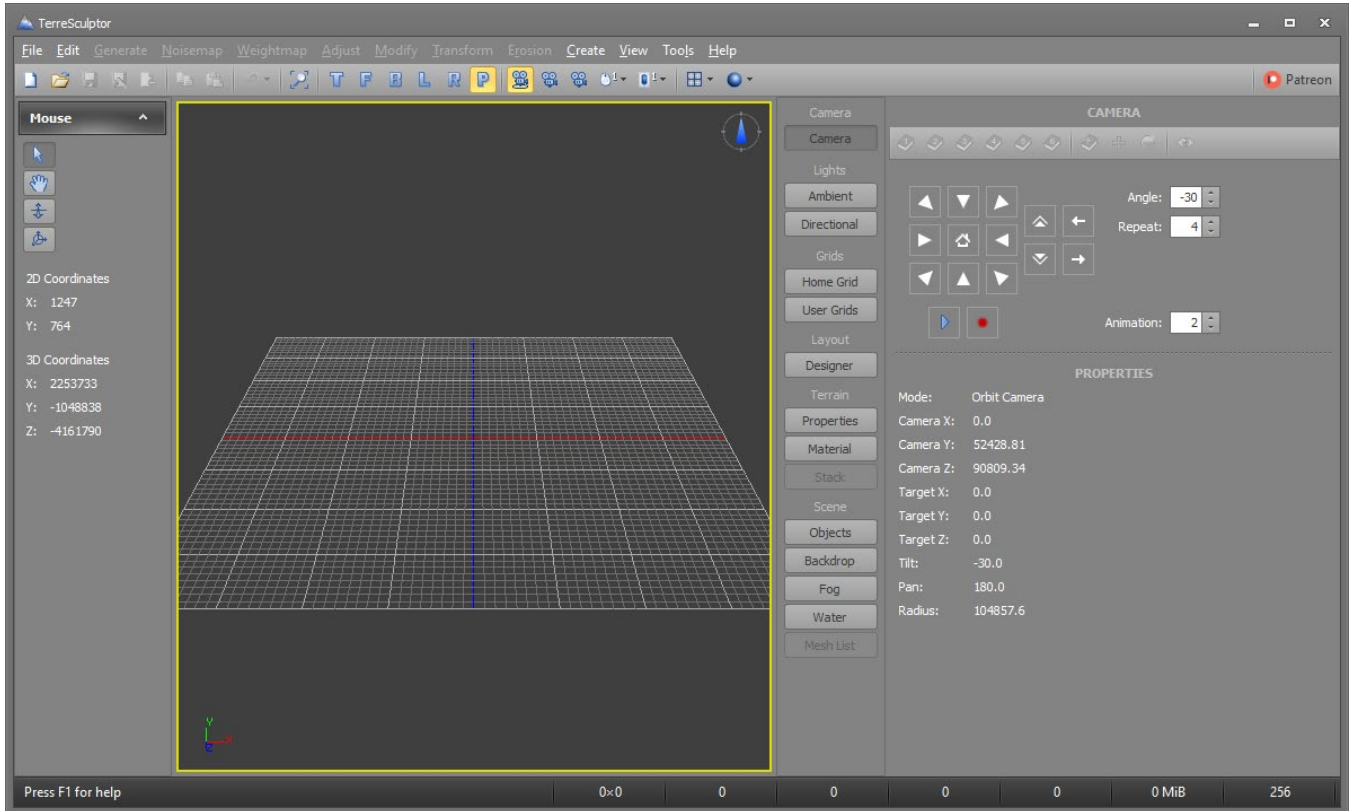 TerreSculptor
File Edit Generate Noisemap Weightmap Adjust Modify Transform Erosion Create View Tools Help
T F B L R P 1 1 Patreon
Mouse
2D Coordinates
X: 1247
Y: 764
3D Coordinates
X: 2253733
Y: -1048838
Z: -4161790
Y
X
Z
Camera
Camera
Lights
Ambient
Directional
Grids
Home Grid
User Grids
Layout
Designer
Terrain
Properties
Material
Stack
Scene
Objects
Backdrop
Fog
Water
Mesh List
CAMERA
Angle: -30
Repeat: 4
Animation: 2
PROPERTIES
Mode: Orbit Camera
Camera X: 0.0
Camera Y: 52428.81
Camera Z: 90809.34
Target X: 0.0
Target Y: 0.0
Target Z: 0.0
Tilt: -30.0
Pan: 180.0
Radius: 104857.6
Press F1 for help 0×0 0 0 0 0 0 MiB 256